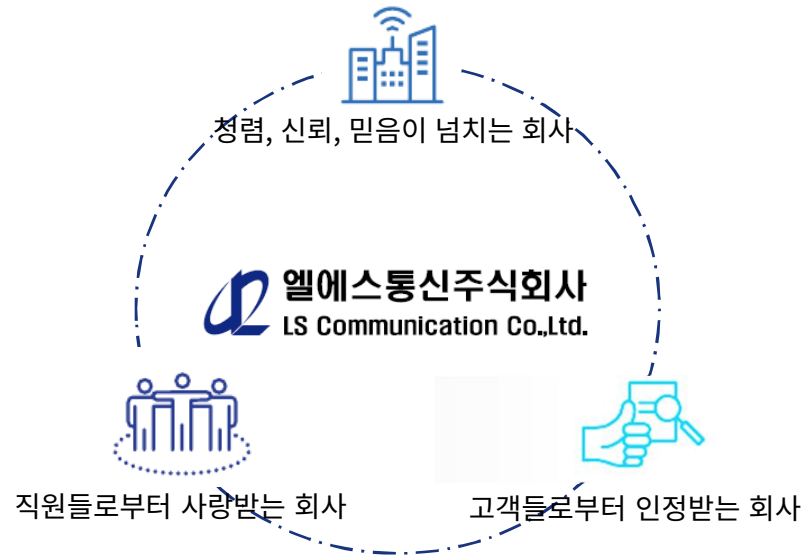 청렴, 신뢰, 믿음이 넘치는 회사
엘에스통신주식회사
LS Communication Co.,Ltd.
직원들로부터 사랑받는 회사
고객들로부터 인정받는 회사